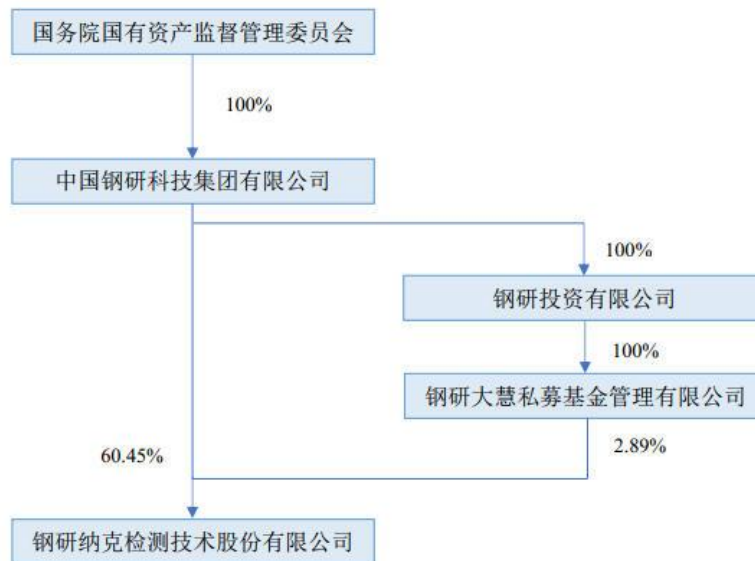 国务院国有资产监督管理委员会
100%
中国钢研科技集团有限公司
100%
钢研投资有限公司
100%
钢研大慧私募基金管理有限公司
60.45%
2.89%
钢研纳克检测技术股份有限公司